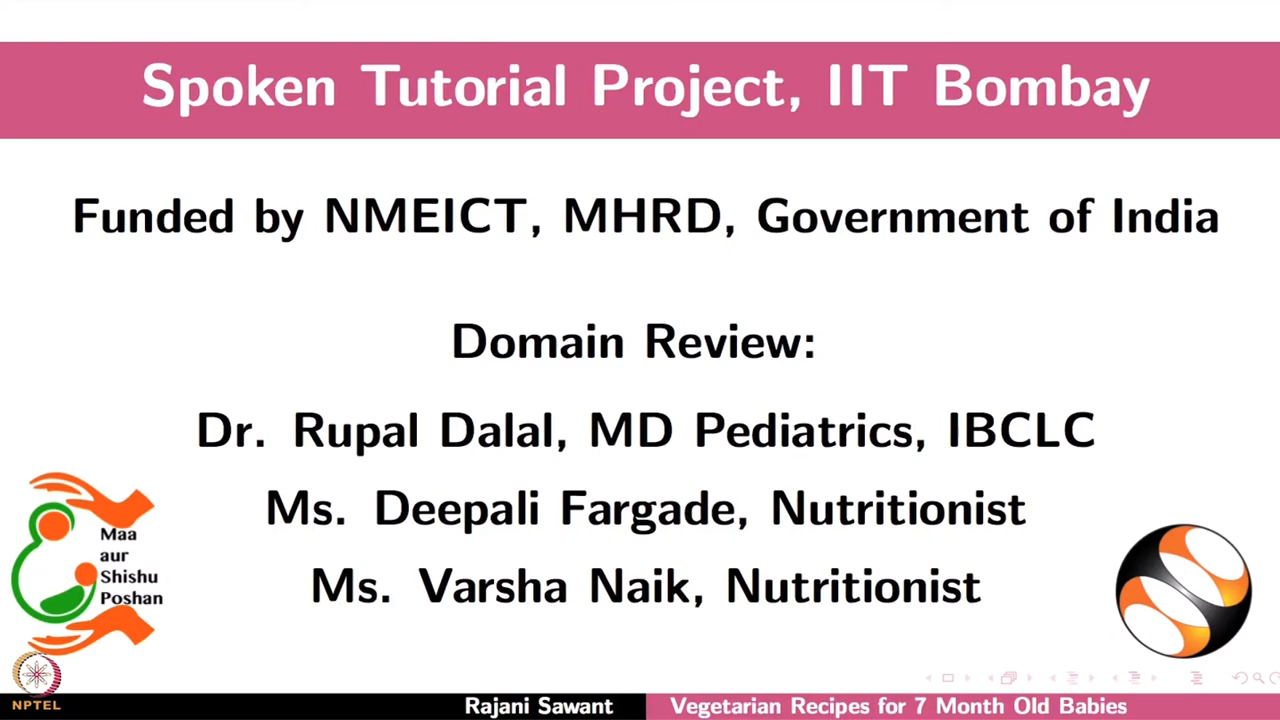 Spoken Tutorial Project, IIT Bombay
Funded by NMEICT, MHRD, Government of India
Domain Review:
Dr. Rupal Dalal, MD Pediatrics, IBCLC
Ms. Deepali Fargade, Nutritionist
Ms. Varsha Naik, Nutritionist
Maa
aur
Shishu
Poshan
NPTEL
Rajani Sawant
Vegetarian Recipes for 7 Month Old Babies